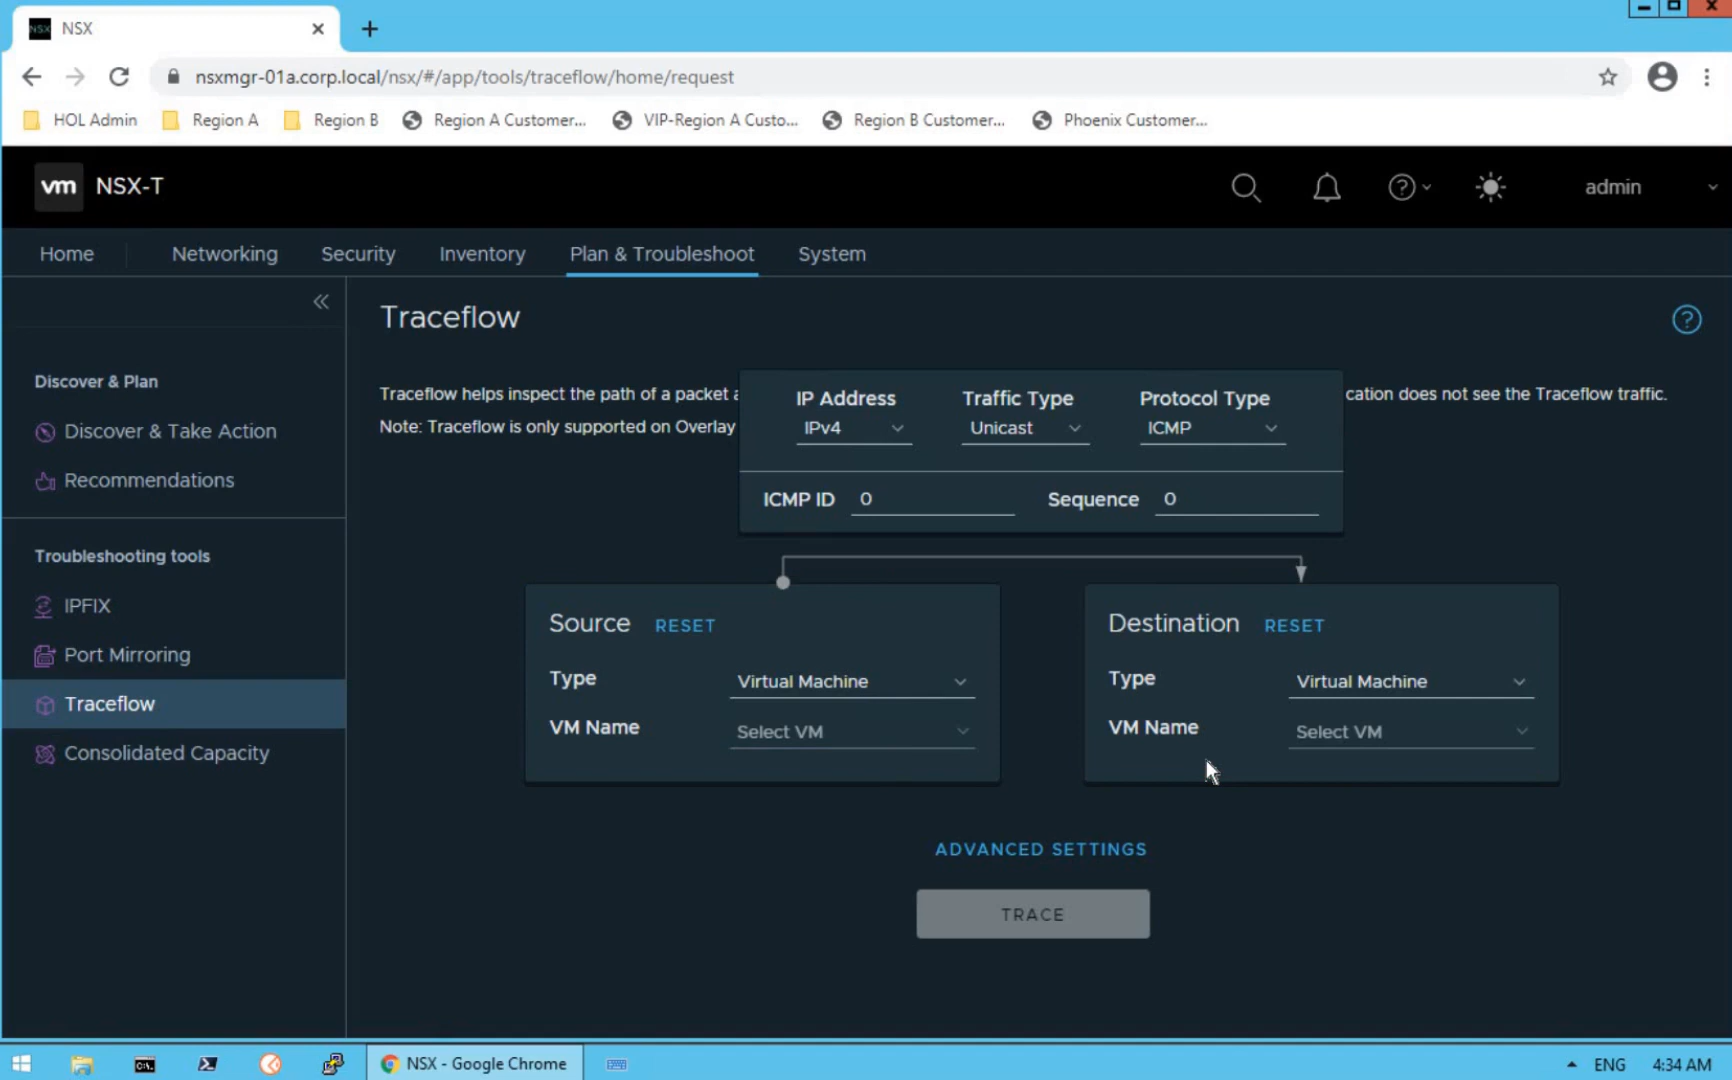 NSX
nsxmgr-01a.corp.local/nsx/#/app/tools/traceflow/home/request
HOL Admin Region A Region B Region A Customer... VIP-Region A Custo... Region B Customer... Phoenix Customer...
vm NSX-T admin
Home Networking Security Inventory Plan & Troubleshoot System
Discover & Plan
Discover & Take Action
Recommendations
Troubleshooting tools
IPFIX
Port Mirroring
Traceflow
Consolidated Capacity
Traceflow
Traceflow helps inspect the path of a packet cation does not see the Traceflow traffic.
Note: Traceflow is only supported on Overlay
IP Address Traffic Type Protocol Type
IPv4 Unicast ICMP
ICMP ID 0 Sequence 0
Source RESET
Type Virtual Machine
VM Name Select VM
Destination RESET
Type Virtual Machine
VM Name Select VM
ADVANCED SETTINGS
TRACE
NSX - Google Chrome ENG 4:34 AM